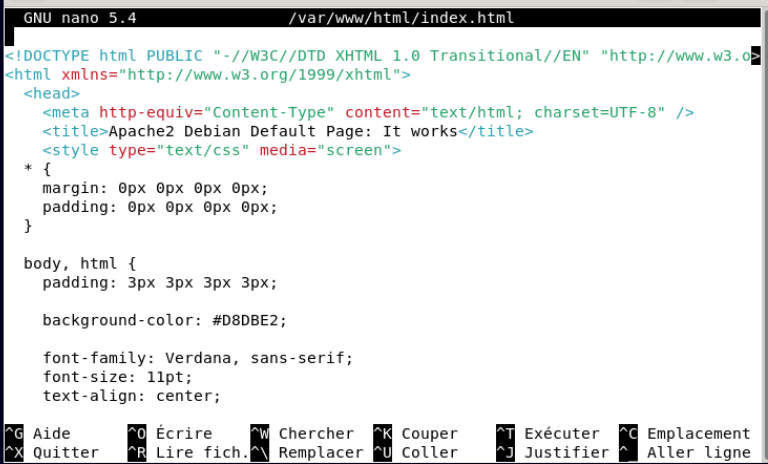 GNU nano 5.4 /var/www/html/index.html
<!DOCTYPE html PUBLIC "-//W3C//DTD XHTML 1.0 Transitional//EN" "http://www.w3.o>
<html xmlns="http://www.w3.org/1999/xhtml">
  <head>
    <meta http-equiv="Content-Type" content="text/html; charset=UTF-8" />
    <title>Apache2 Debian Default Page: It works</title>
    <style type="text/css" media="screen">
  * {
    margin: 0px 0px 0px 0px;
    padding: 0px 0px 0px 0px;
  }
  body, html {
    padding: 3px 3px 3px 3px;
    background-color: #D8DBE2;
    font-family: Verdana, sans-serif;
    font-size: 11pt;
    text-align: center;
^G Aide ^O Écrire ^W Chercher ^K Couper ^T Exécuter ^C Emplacement
^X Quitter ^R Lire fich. ^\ Remplacer ^U Coller ^J Justifier ^ Aller ligne